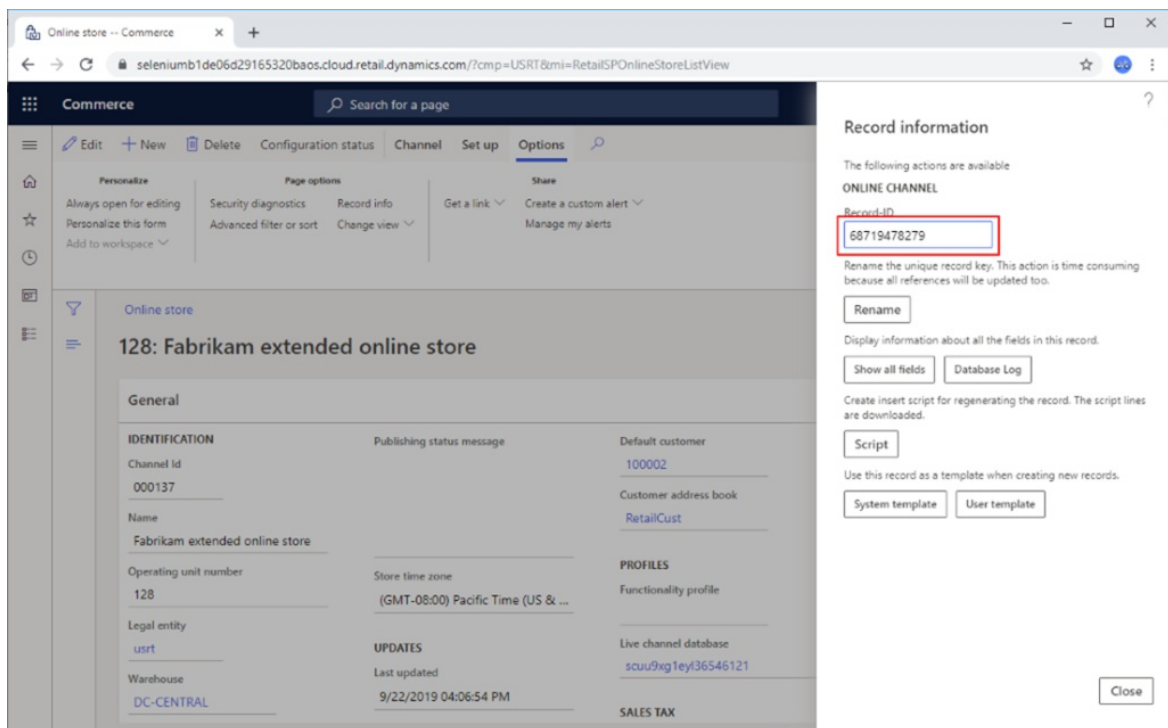 Online store -- Commerce
seleniumb1de06d29165320baos.cloud.retail.dynamics.com/?cmp=USRT&mi=RetailSPOnlineStoreListView
Commerce
Search for a page
Edit New Delete Configuration status Channel Set up Options
Personalize
Always open for editing
Personalize this form
Add to workspace
Page options
Security diagnostics Record info
Advanced filter or sort Change view
Get a link
Share
Create a custom alert
Manage my alerts
Online store
128: Fabrikam extended online store
General
IDENTIFICATION
Channel Id
000137
Name
Fabrikam extended online store
Operating unit number
128
Legal entity
usrt
Warehouse
DC-CENTRAL
Publishing status message
Store time zone
(GMT-08:00) Pacific Time (US & ...
UPDATES
Last updated
9/22/2019 04:06:54 PM
Default customer
100002
Customer address book
RetailCust
PROFILES
Functionality profile
Live channel database
scuu9xg1eyl36546121
SALES TAX
?
Record information
The following actions are available
ONLINE CHANNEL
Record-ID
68719478279
Rename the unique record key. This action is time consuming
because all references will be updated too.
Rename
Display information about all the fields in this record.
Show all fields Database Log
Create insert script for regenerating the record. The script lines
are downloaded.
Script
Use this record as a template when creating new records.
System template User template
Close